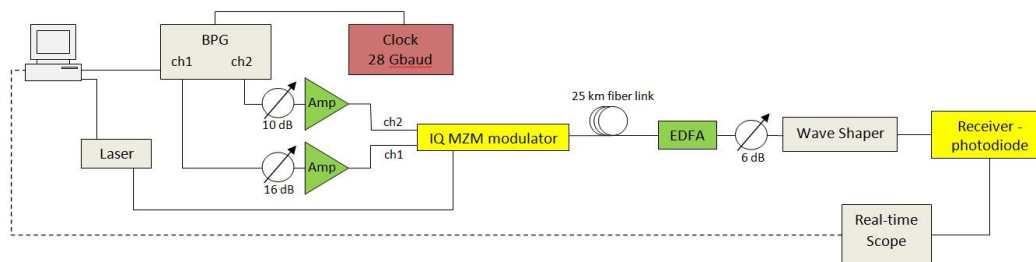 BPG
ch1 ch2
Clock
28 Gbaud
Amp
10 dB
ch2
25 km fiber link
IQ MZM modulator
EDFA
6 dB
Wave Shaper
Receiver -
photodiode
Laser
ch1
Amp
16 dB
Real-time
Scope